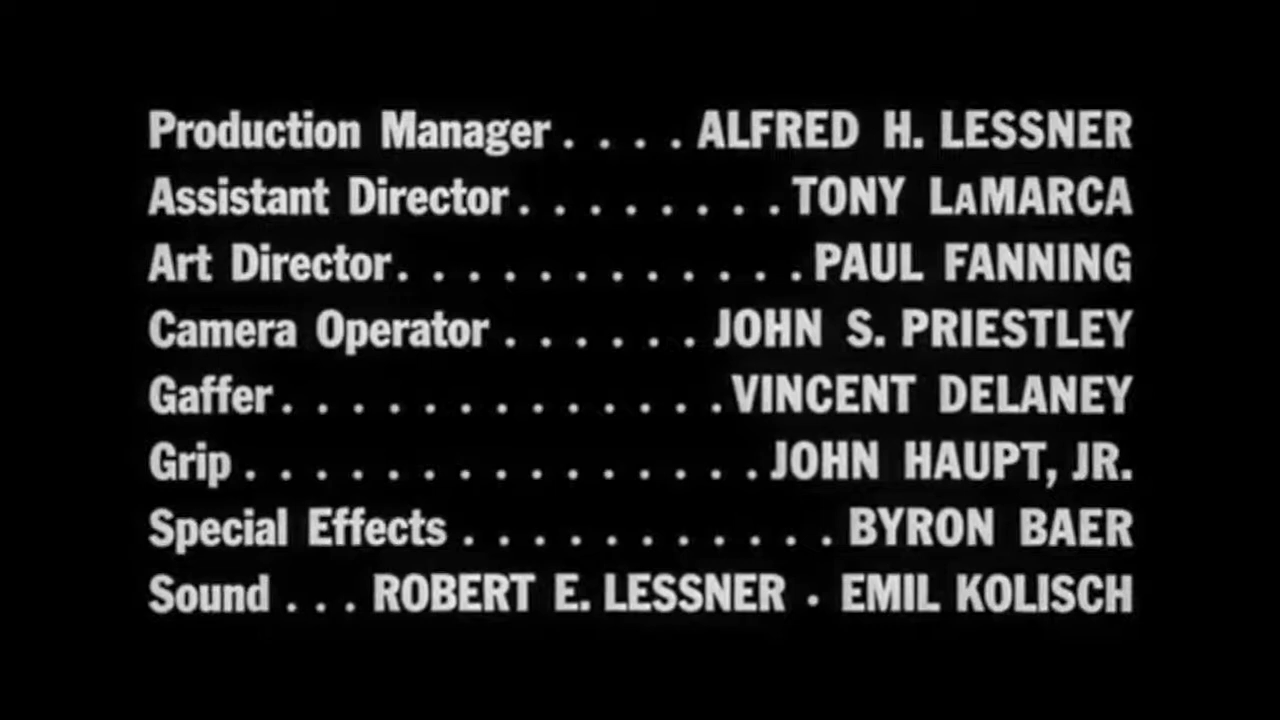 Production Manager . . . . ALFRED H. LESSNER
Assistant Director . . . . . . . . TONY LaMARCA
Art Director . . . . . . . . . . . . PAUL FANNING
Camera Operator . . . . . . JOHN S. PRIESTLEY
Gaffer . . . . . . . . . . . . . VINCENT DELANEY
Grip . . . . . . . . . . . . . . . JOHN HAUPT, JR.
Special Effects . . . . . . . . . . . BYRON BAER
Sound . . . ROBERT E. LESSNER · EMIL KOLISCH